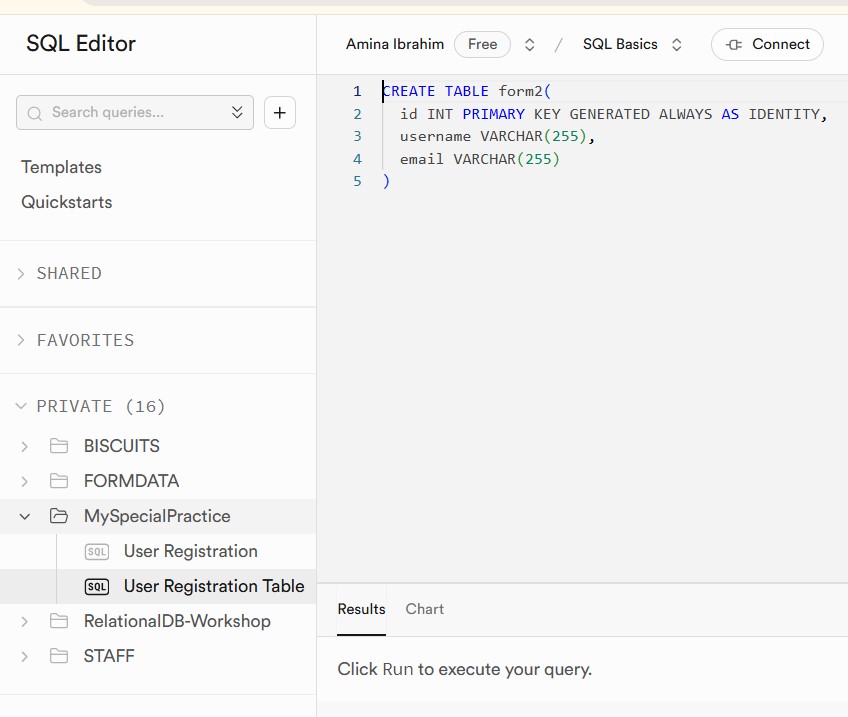 SQL Editor
Search queries...
Templates
Quickstarts
SHARED
FAVORITES
PRIVATE (16)
BISCUITS
FORMDATA
MySpecialPractice
SQL User Registration
SQL User Registration Table
RelationalDB-Workshop
STAFF
Amina Ibrahim Free / SQL Basics Connect
1 CREATE TABLE form2(
2 id INT PRIMARY KEY GENERATED ALWAYS AS IDENTITY,
3 username VARCHAR(255),
4 email VARCHAR(255)
5 )
Results Chart
Click Run to execute your query.